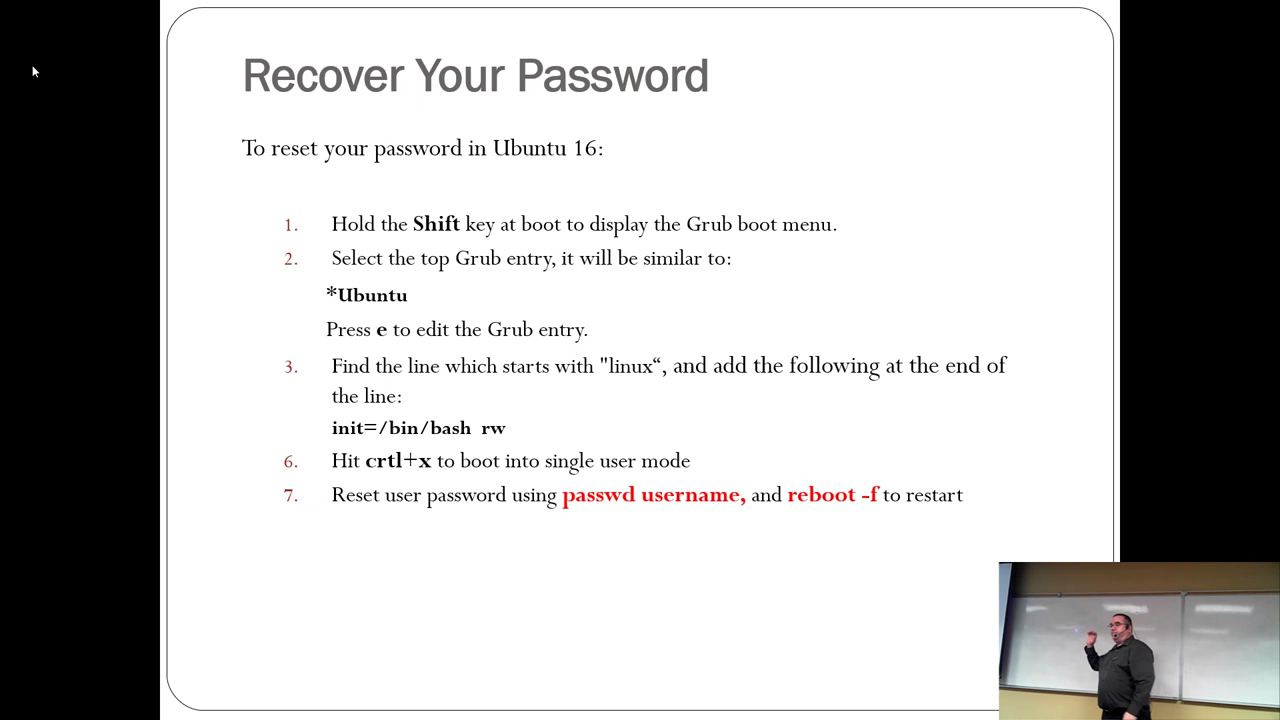 Recover Your Password
To reset your password in Ubuntu 16:
1. Hold the Shift key at boot to display the Grub boot menu.
2. Select the top Grub entry, it will be similar to:
*Ubuntu
Press e to edit the Grub entry.
3. Find the line which starts with "linux“, and add the following at the end of
the line:
init=/bin/bash rw
6. Hit crtl+x to boot into single user mode
7. Reset user password using passwd username, and reboot -f to restart